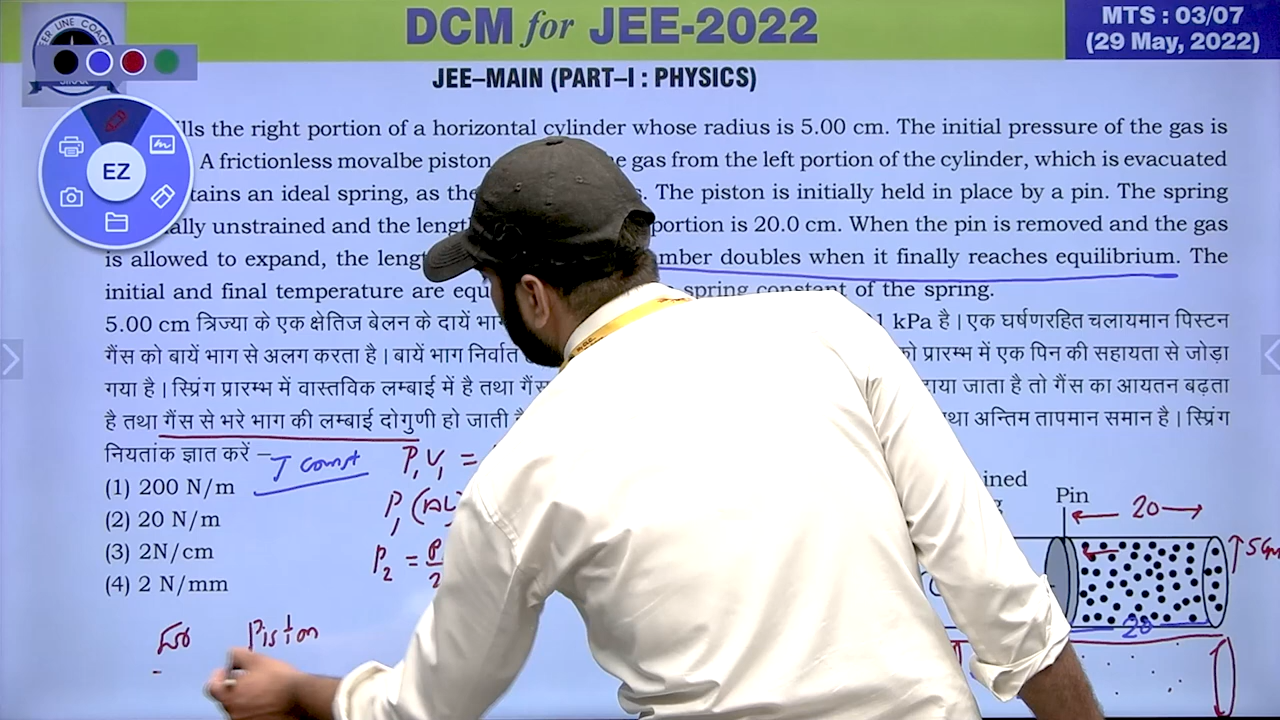 DCM for JEE-2022
MTS : 03/07
(29 May, 2022)
JEE–MAIN (PART–I : PHYSICS)
EZ
ills the right portion of a horizontal cylinder whose radius is 5.00 cm. The initial pressure of the gas is
A frictionless movalbe piston gas from the left portion of the cylinder, which is evacuated
tains an ideal spring, as the The piston is initially held in place by a pin. The spring
ally unstrained and the lengt portion is 20.0 cm. When the pin is removed and the gas
is allowed to expand, the leng mber doubles when it finally reaches equilibrium. The
initial and final temperature are equ spring constant of the spring.
5.00 cm त्रिज्या के एक क्षेतिज बेलन के दायें भा 1 kPa है। एक घर्षणरहित चलायमान पिस्टन
गैंस को बायें भाग से अलग करता है। बायें भाग निर्वात को प्रारम्भ में एक पिन की सहायता से जोड़ा
गया है। स्प्रिंग प्रारम्भ में वास्तविक लम्बाई में है तथा गैंस जाता है तो गैंस का आयतन बढ़ता
है तथा गैंस से भरे भाग की लम्बाई दोगुणी हो जाती था अन्तिम तापमान समान है। स्प्रिंग
नियतांक ज्ञात करें – T const P₁V₁ =
(1) 200 N/m
P₁
ined
Pin
20
(2) 20 N/m
(3) 2N/cm
P₂ = P 2
5cm
(4) 2 N/mm
20
Piston